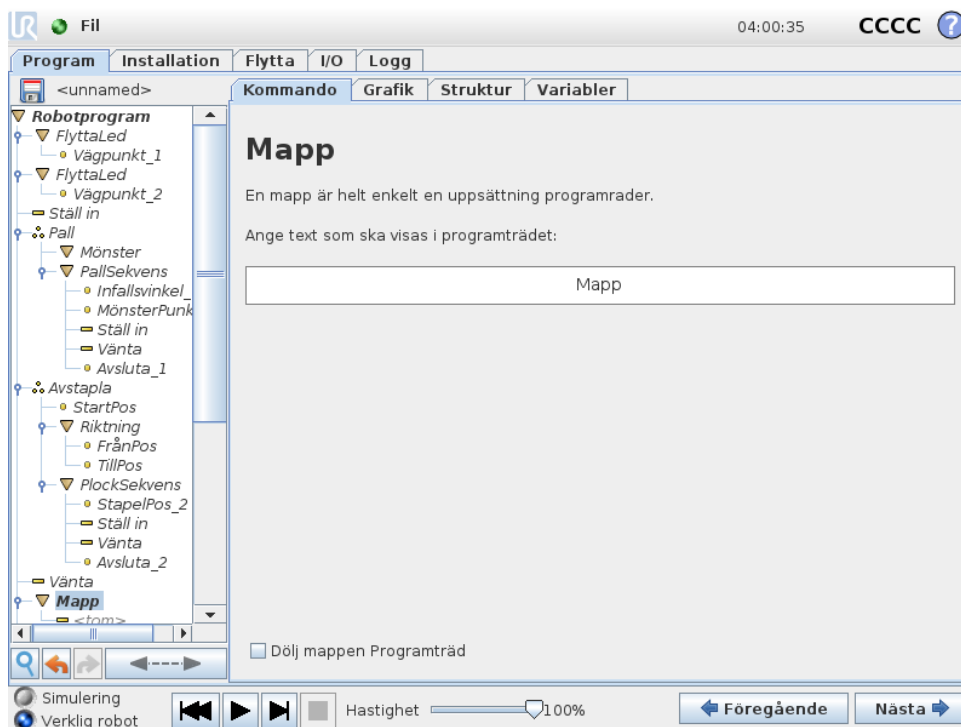 UR Fil 04:00:35 CCCC ?
Program Installation Flytta I/O Logg
<unnamed>
Kommando Grafik Struktur Variabler
Robotprogram
FlyttaLed
Vägpunkt_1
FlyttaLed
Vägpunkt_2
Ställ in
Pall
Mönster
PallSekvens
Infallsvinkel_
MönsterPunk
Ställ in
Vänta
Avsluta_1
Avstapla
StartPos
Riktning
FrånPos
TillPos
PlockSekvens
StapelPos_2
Ställ in
Vänta
Avsluta_2
Vänta
Mapp
<tom>
Mapp
En mapp är helt enkelt en uppsättning programrader.
Ange text som ska visas i programträdet:
Mapp
Dölj mappen Programträd
Simulering
Verklig robot
Hastighet 100%
Föregående Nästa